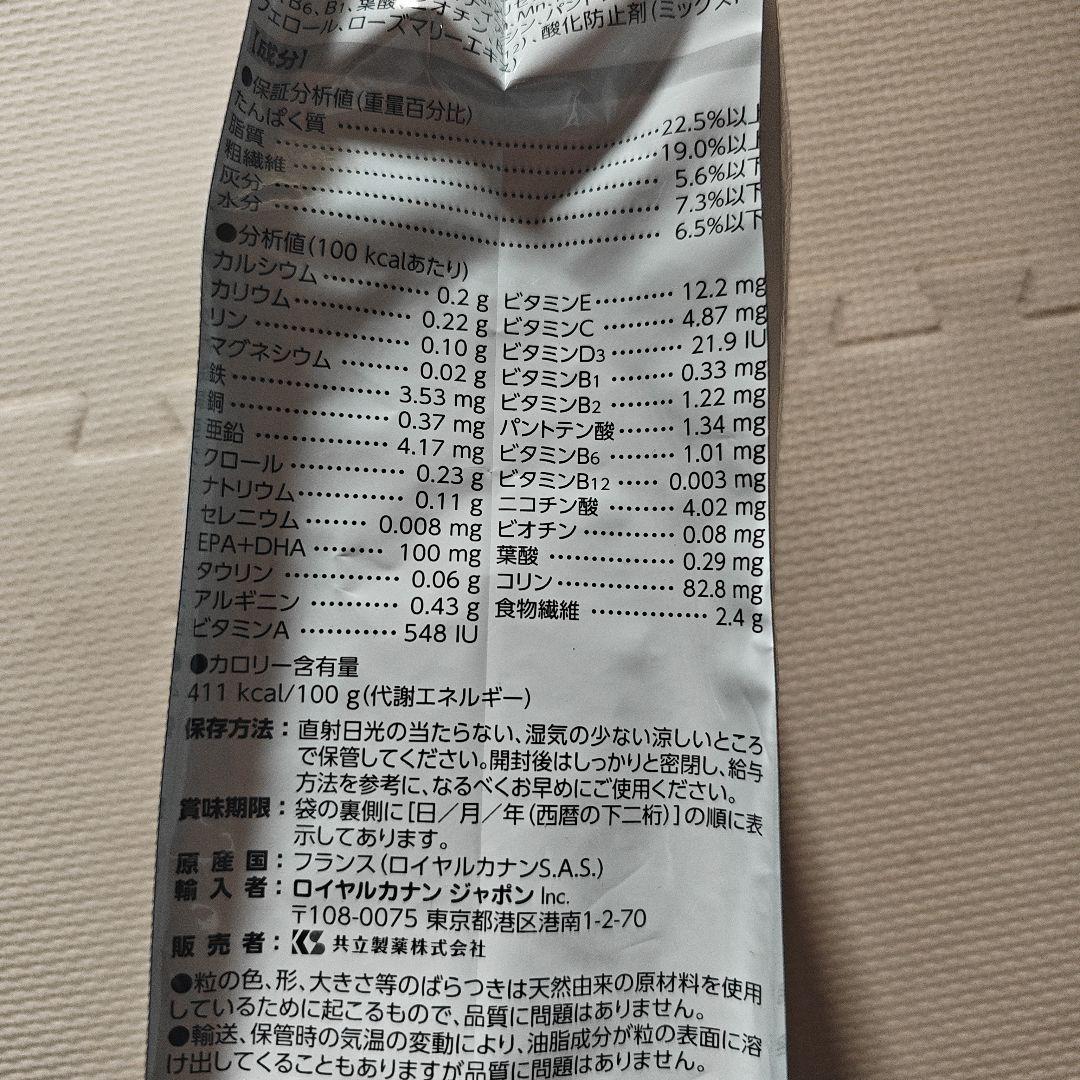 B6、B1、葉酸
酸化防止剤(ミックス
ェロール、ローズマリーエキ
【成分】
●保証分析値(重量百分比)
たんぱく質 22.5%以上
脂質 19.0%以上
粗繊維 5.6%以下
灰分 7.3%以下
水分 6.5%以下
●分析値(100 kcalあたり)
カルシウム 0.2 g
カリウム 0.22 g
リン 0.10 g
マグネシウム 0.02 g
鉄 3.53 mg
銅 0.37 mg
亜鉛 4.17 mg
クロール 0.23 g
ナトリウム 0.11 g
セレニウム 0.008 mg
EPA+DHA 100 mg
タウリン 0.06 g
アルギニン 0.43 g
ビタミンA 548 IU
ビタミンE 12.2 mg
ビタミンC 4.87 mg
ビタミンD3 21.9 IU
ビタミンB1 0.33 mg
ビタミンB2 1.22 mg
パントテン酸 1.34 mg
ビタミンB6 1.01 mg
ビタミンB12 0.003 mg
ニコチン酸 4.02 mg
ビオチン 0.08 mg
葉酸 0.29 mg
コリン 82.8 mg
食物繊維 2.4 g
●カロリー含有量
411 kcal/100 g(代謝エネルギー)
保存方法：直射日光の当たらない、湿気の少ない涼しいところ
で保管してください。開封後はしっかりと密閉し、給与
方法を参考に、なるべくお早めにご使用ください。
賞味期限：袋の裏側に[日／月／年(西暦の下二桁)]の順に表
示してあります。
原産国：フランス(ロイヤルカナンS.A.S.)
輸入者：ロイヤルカナン ジャポン Inc.
〒108-0075 東京都港区港南1-2-70
販売者：KS 共立製薬株式会社
●粒の色、形、大きさ等のばらつきは天然由来の原材料を使用
しているために起こるもので、品質に問題はありません。
●輸送、保管時の気温の変動により、油脂成分が粒の表面に溶
け出してくることもありますが品質に問題はありません。